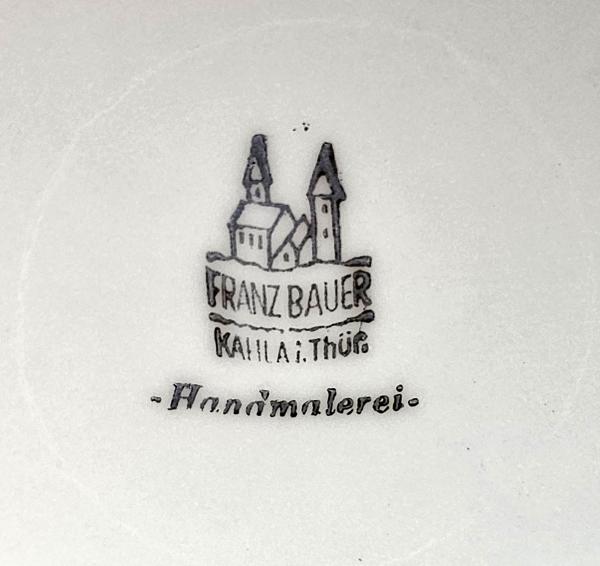 FRANZ BAUER
KAHLA i. Thür.
-Handmalerei-